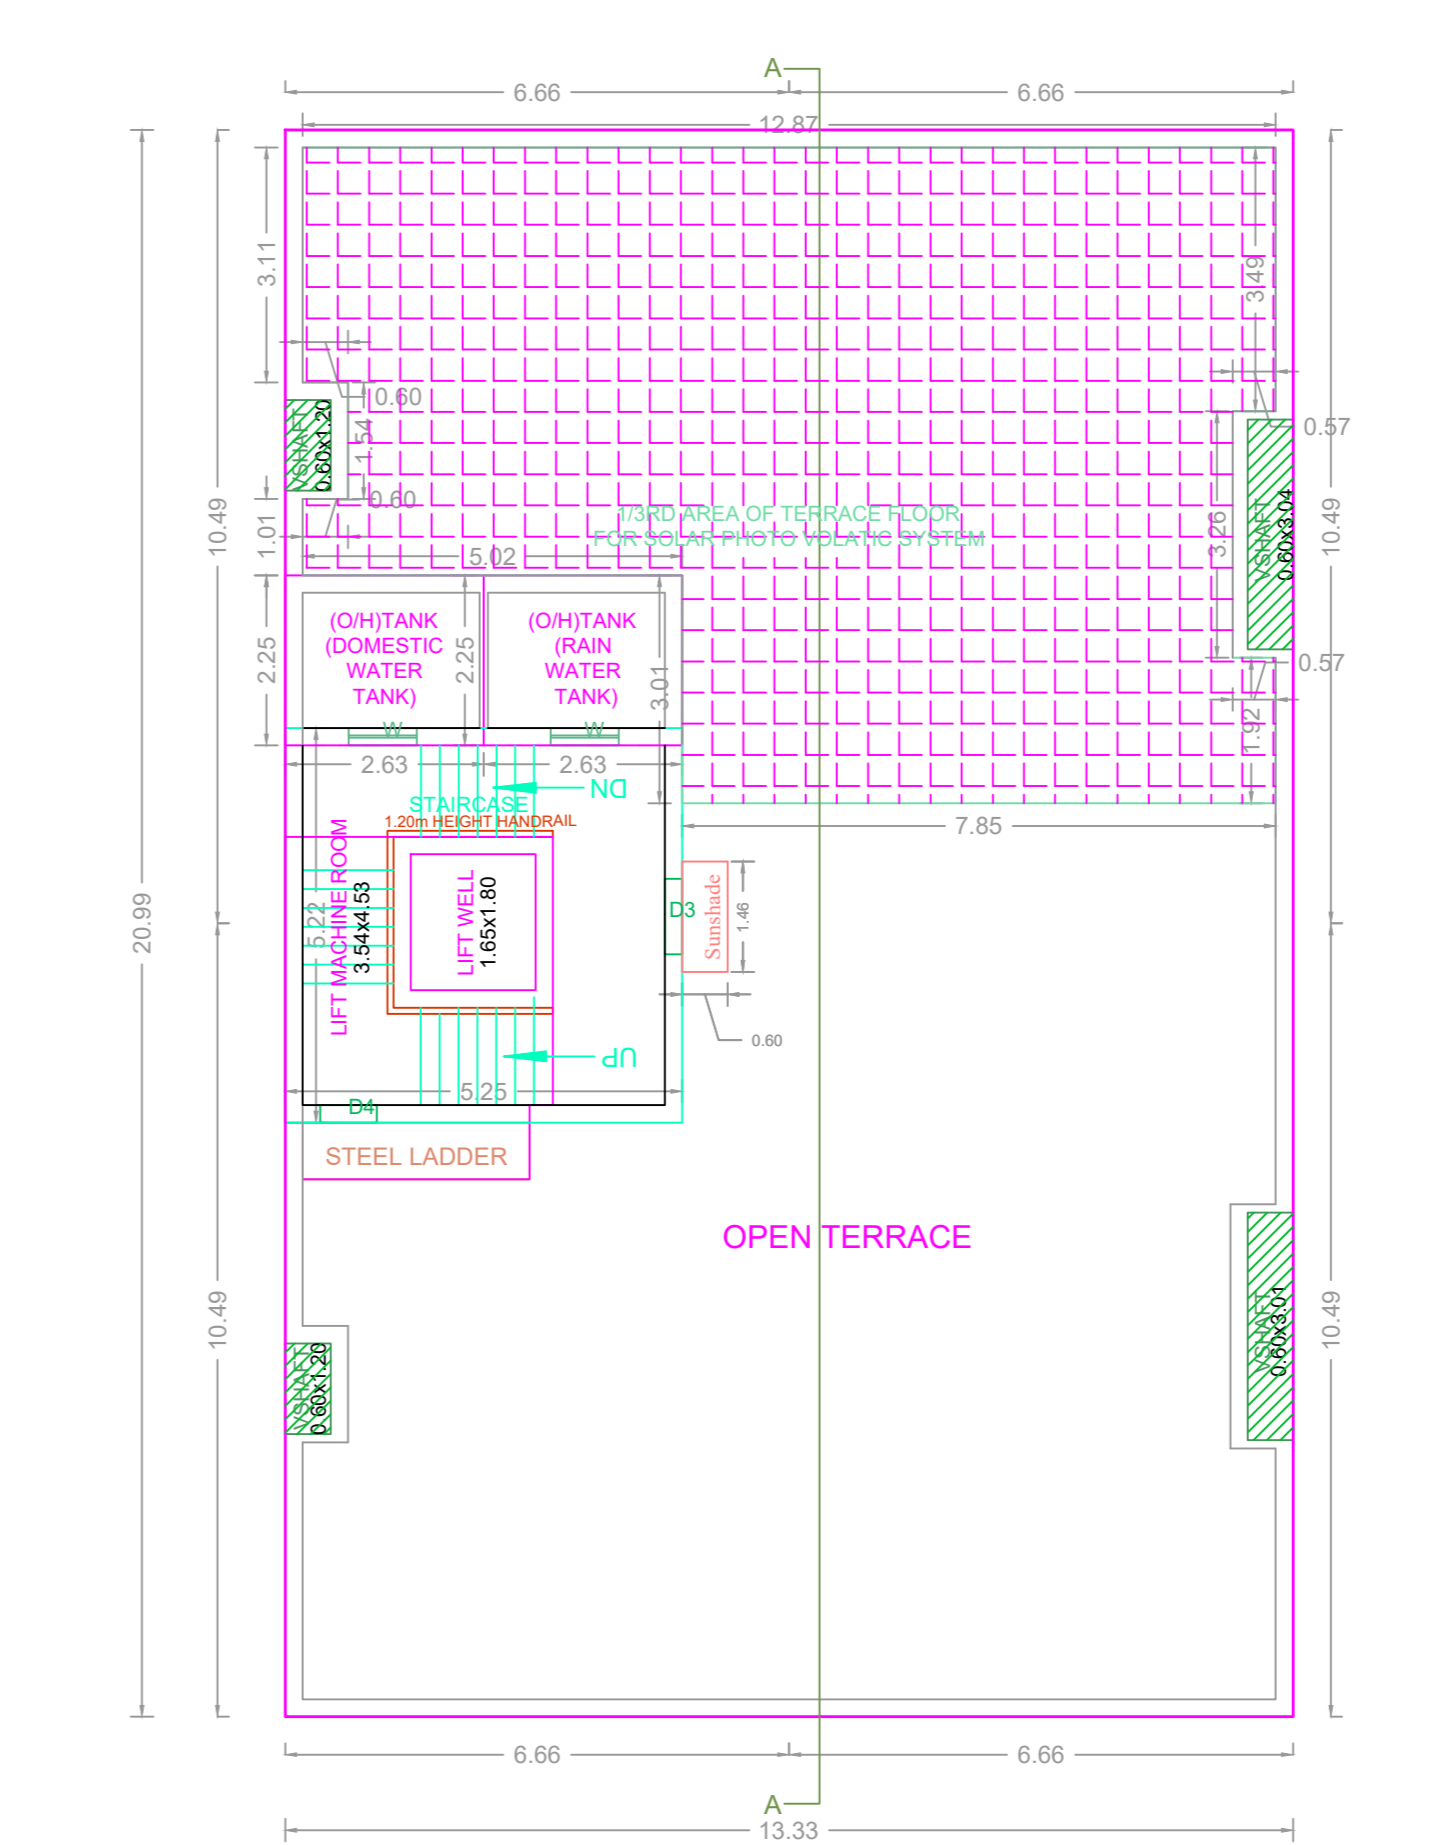 A
6.66
6.66
12.87
3.11
3.49
0.60
1.54
0.57
VSHAFT
0.60x1.20
0.60
1.01
10.49
20.99
10.49
1/3RD AREA OF TERRACE FLOOR
FOR SOLAR PHOTO VOLATIC SYSTEM
3.26
VSHAFT
0.60x3.04
5.02
(O/H)TANK
(DOMESTIC
WATER
TANK)
(O/H)TANK
(RAIN
WATER
TANK)
2.25
2.25
3.01
0.57
1.92
W
W
2.63
2.63
DN
STAIRCASE
1.20m HEIGHT HANDRAIL
7.85
LIFT MACHINE ROOM
3.54x4.53
5.22
LIFT WELL
1.65x1.80
D3
Sunshade
1.46
0.60
UP
5.25
D4
STEEL LADDER
OPEN TERRACE
10.49
10.49
VSHAFT
0.60x3.01
VSHAFT
0.60x1.20
6.66
6.66
A
13.33